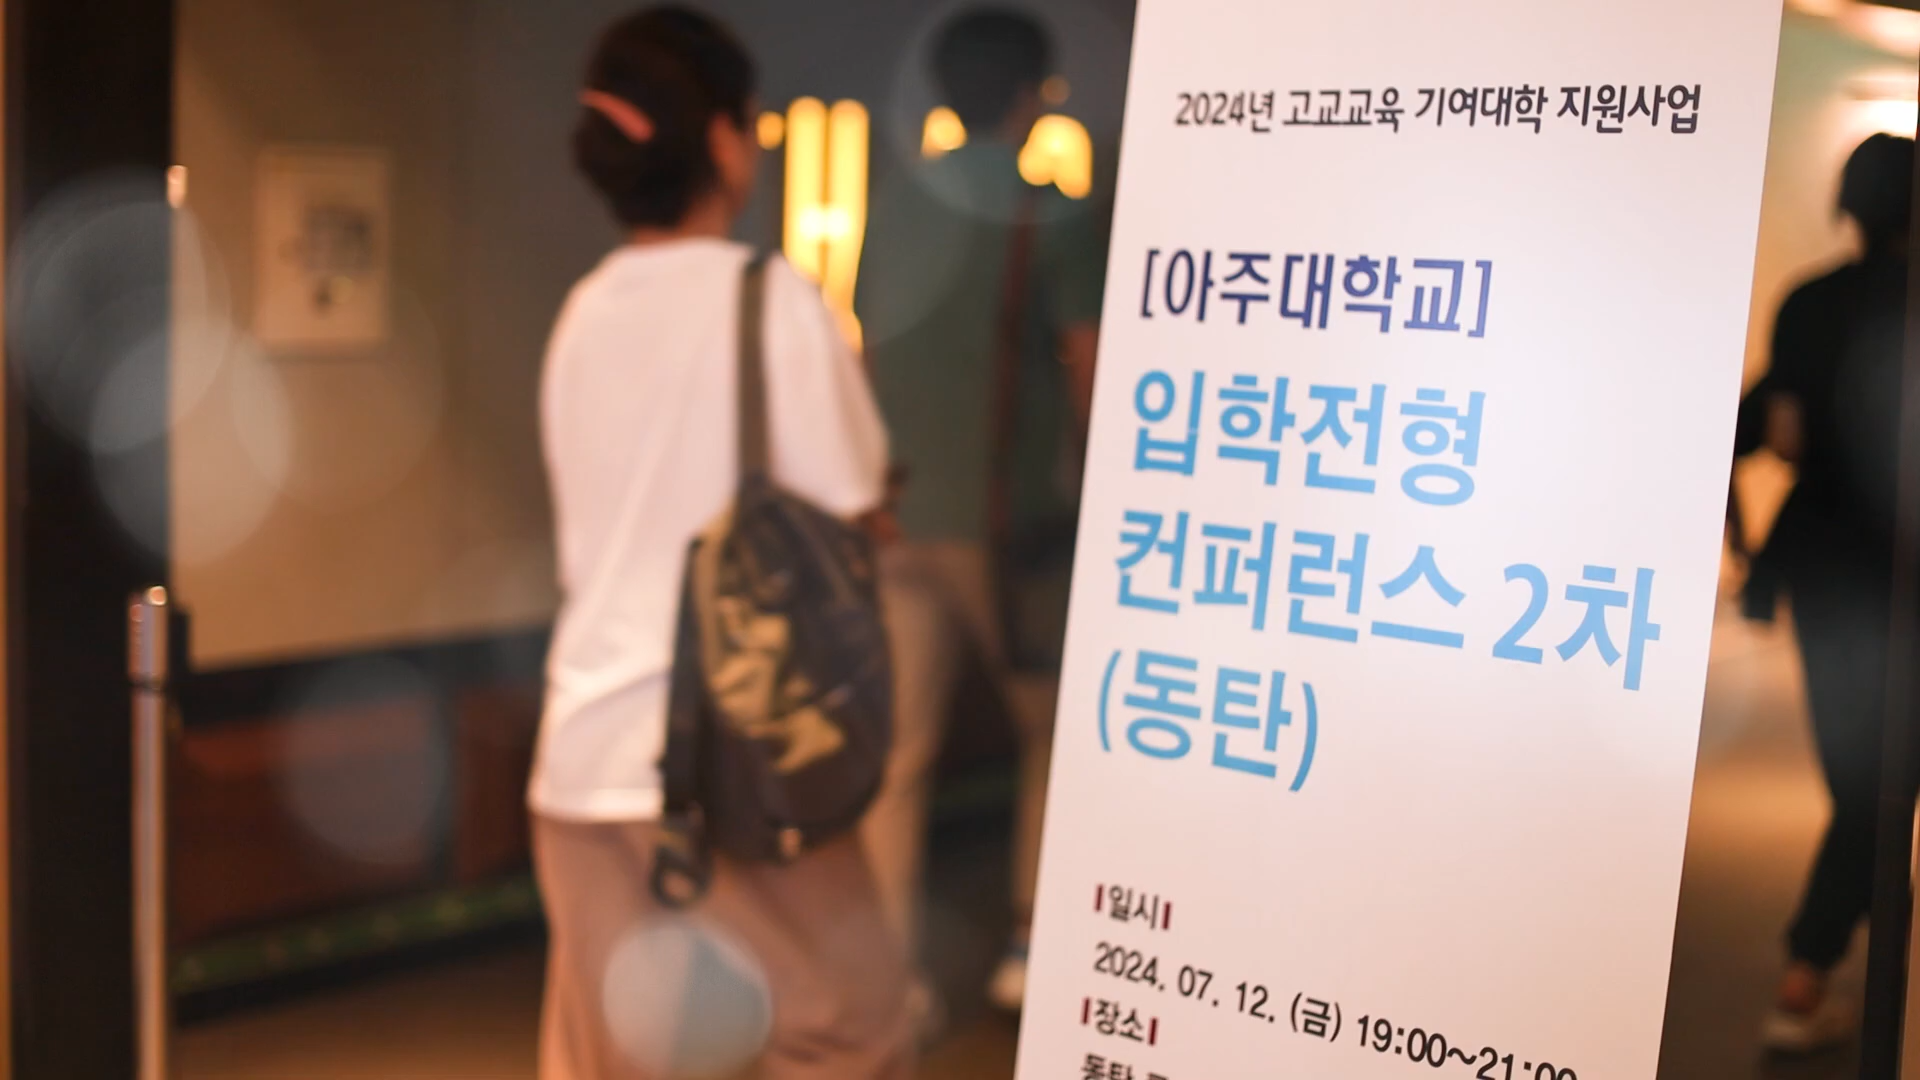 2024년 고교교육 기여대학 지원사업
[아주대학교]
입학전형
컨퍼런스 2차
(동탄)
일시
2024. 07. 12. (금) 19:00~21:00
장소
동탄